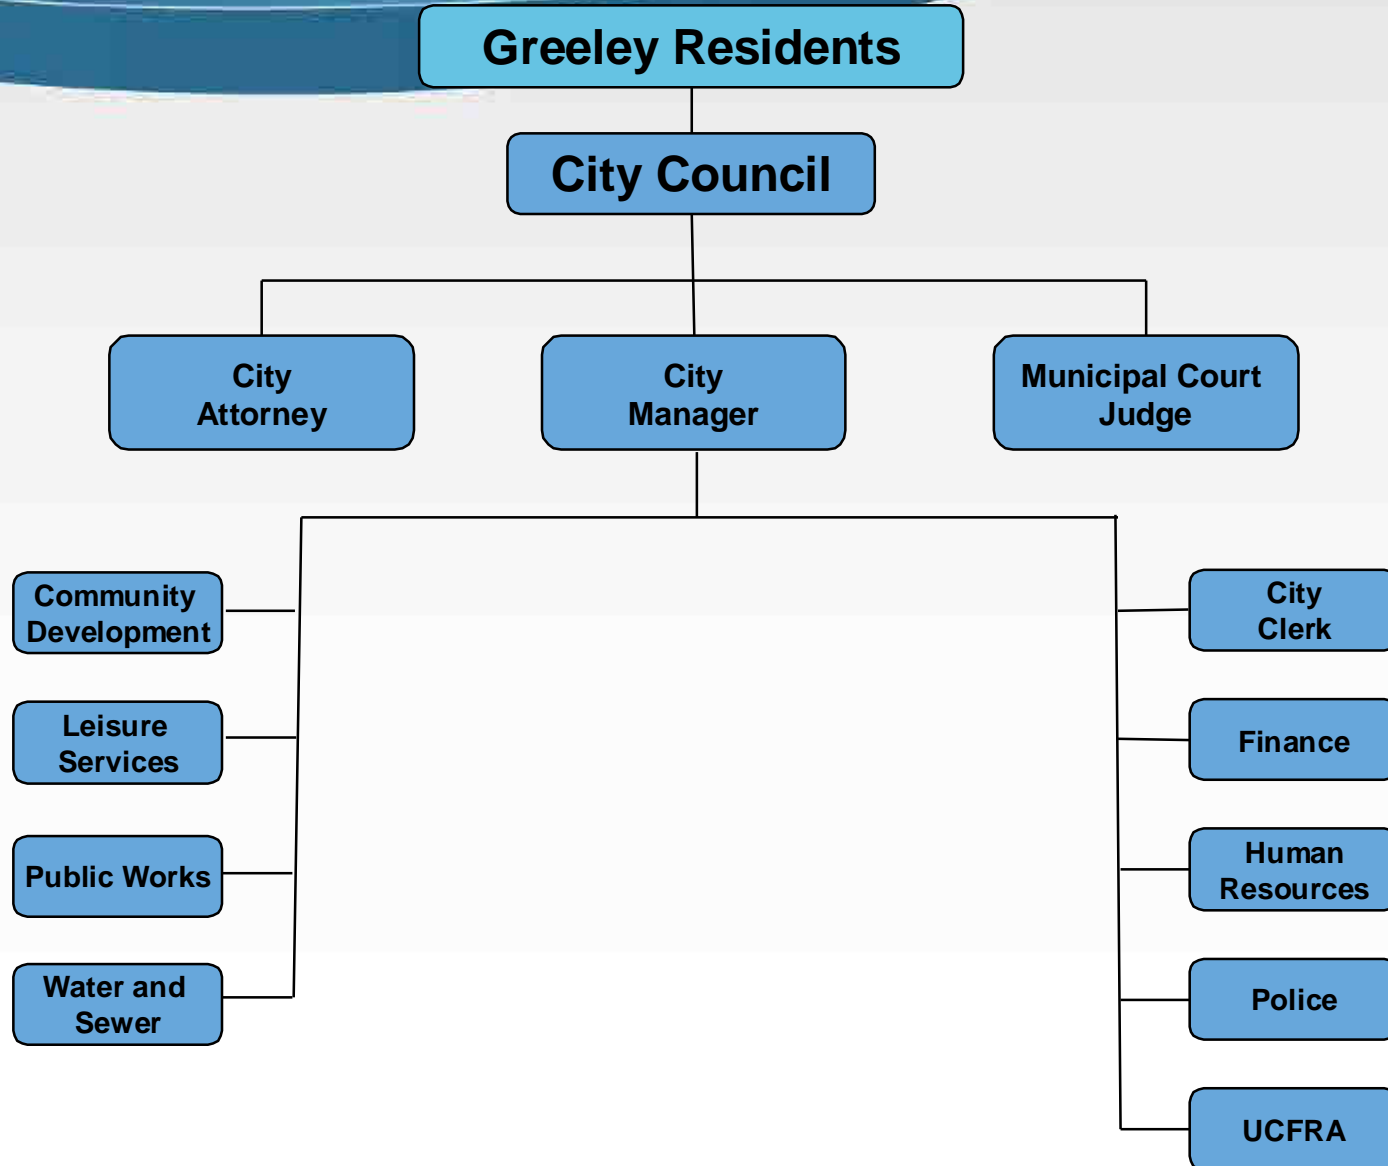 Greeley Residents
City Council
City
Attorney
City
Manager
Municipal Court
Judge
Community
Development
Leisure
Services
Public Works
Water and
Sewer
City
Clerk
Finance
Human
Resources
Police
UCFRA